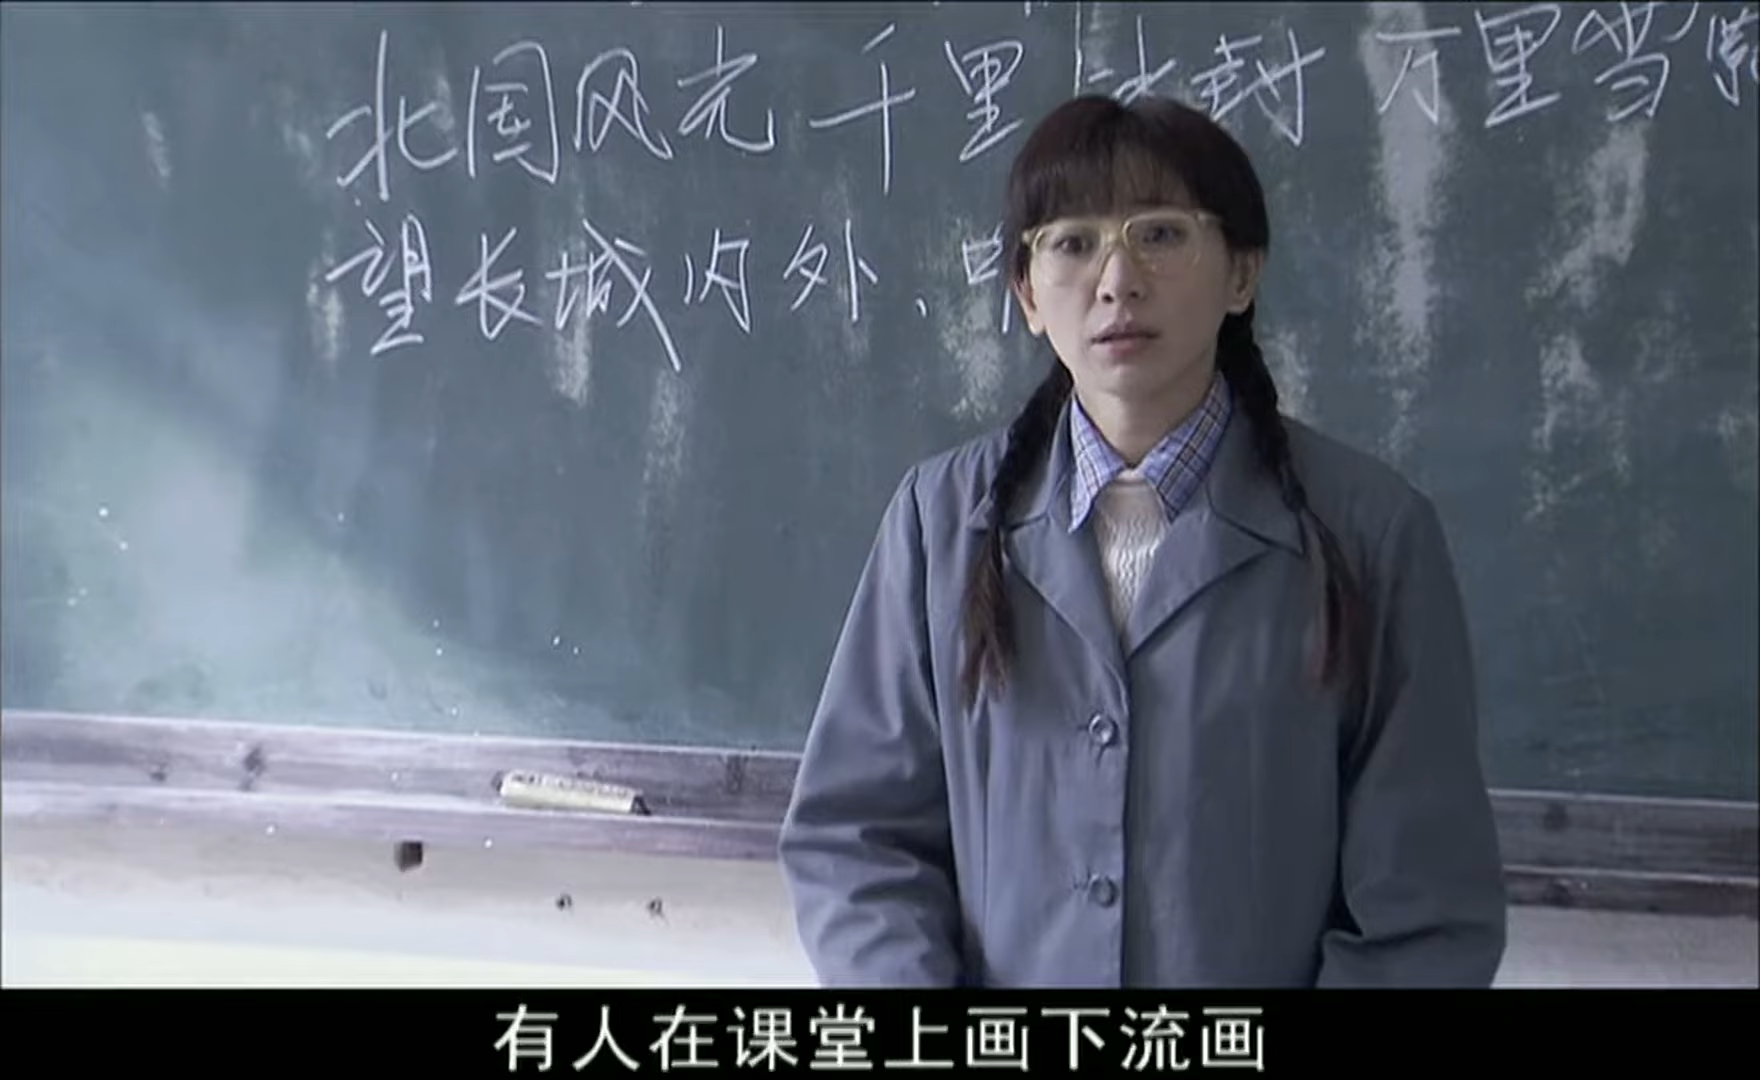 北国风光 千里冰封 万里雪飘
望长城内外、
有人在课堂上画下流画